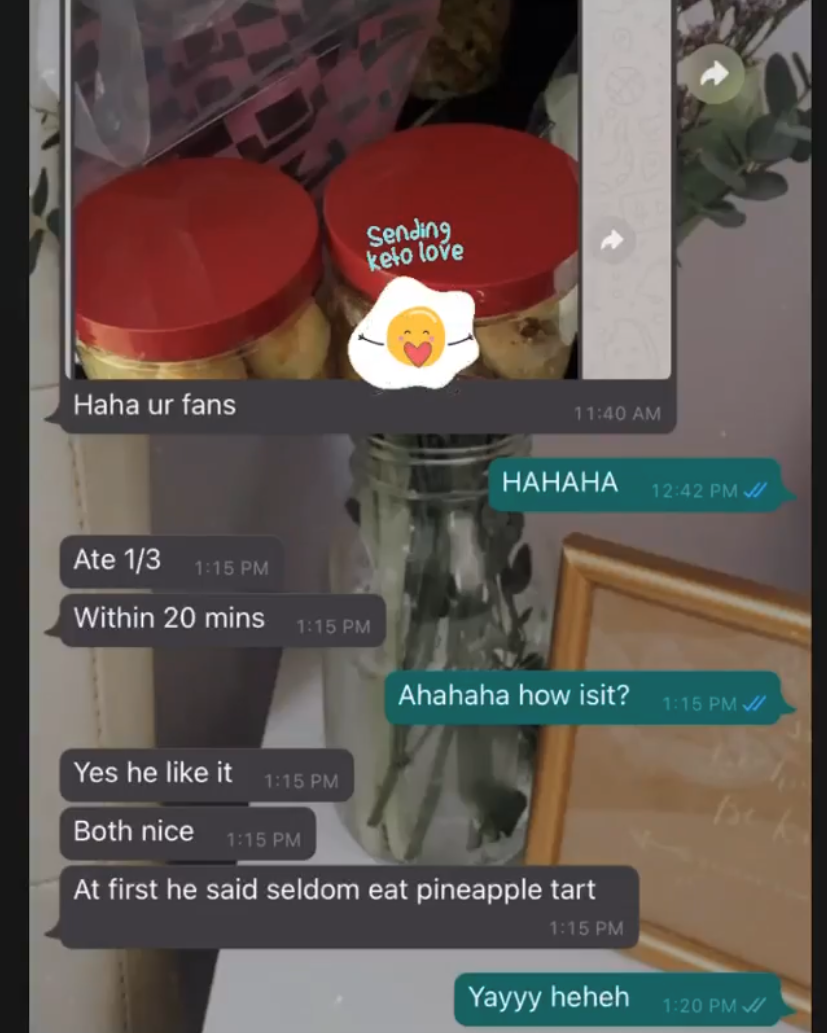 Sending
keto love
Haha ur fans
11:40 AM
HAHAHA 12:42 PM
Ate 1/3 1:15 PM
Within 20 mins 1:15 PM
Ahahaha how isit? 1:15 PM
Yes he like it 1:15 PM
Both nice 1:15 PM
At first he said seldom eat pineapple tart
1:15 PM
Yayyy heheh 1:20 PM